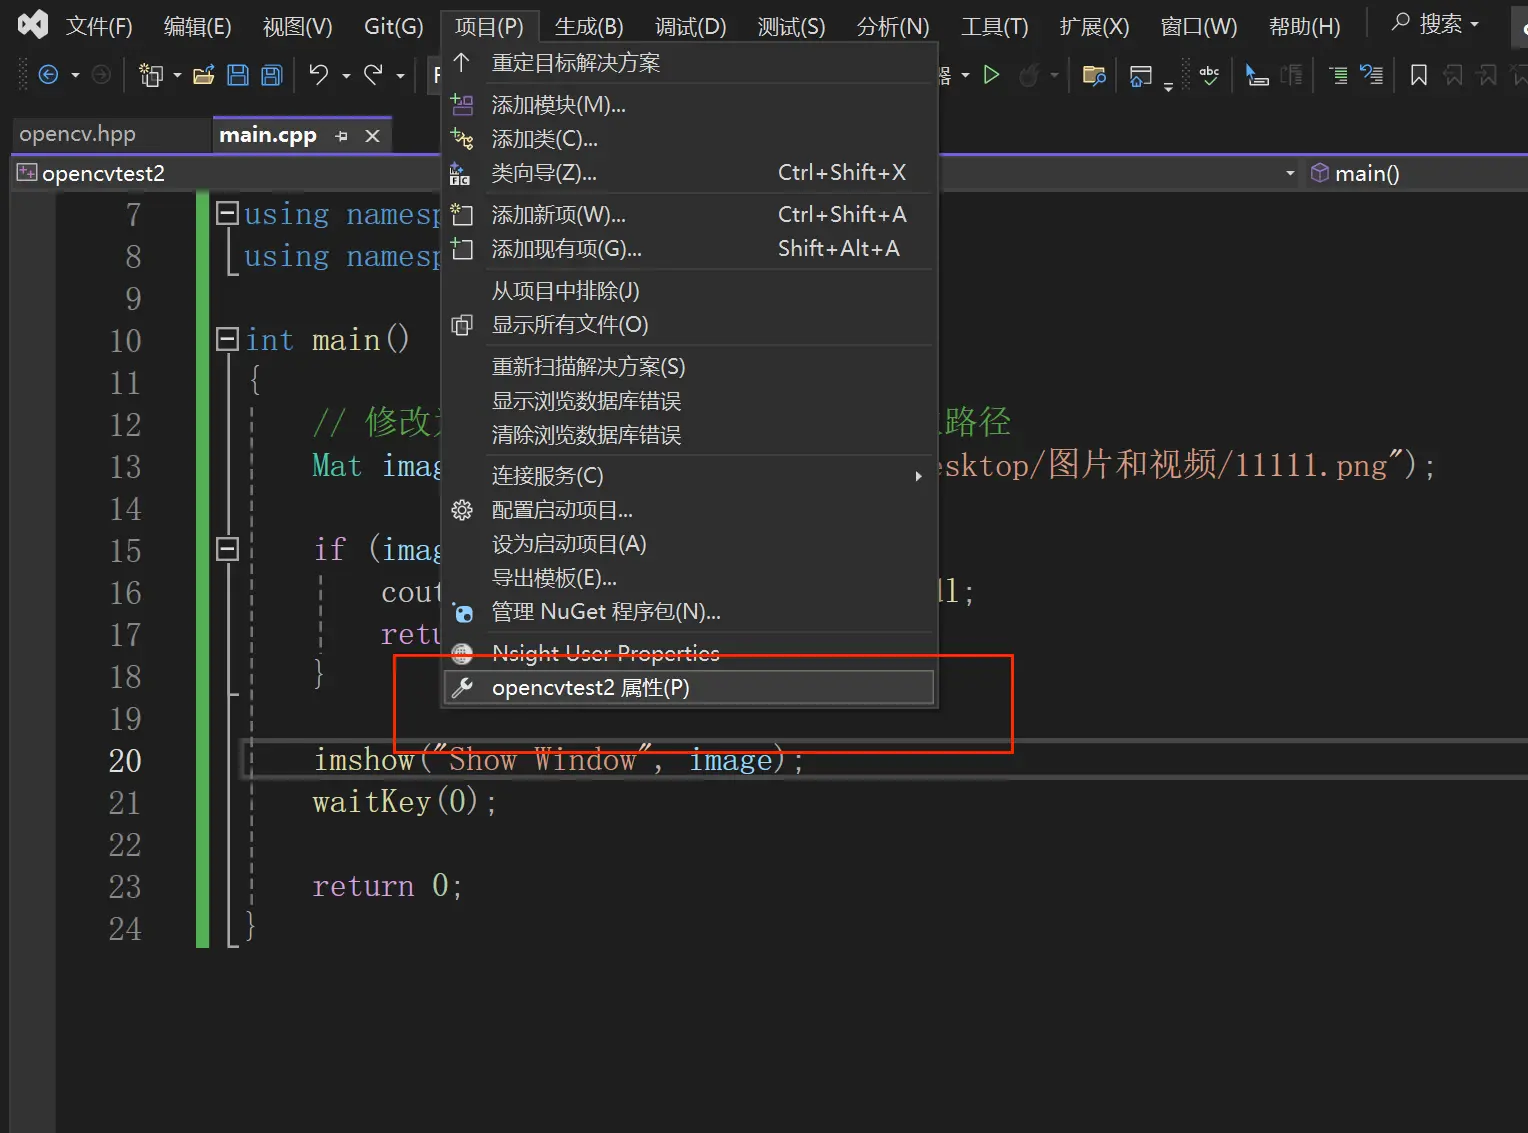 文件(F) 编辑(E) 视图(V) Git(G) 项目(P) 生成(B) 调试(D) 测试(S) 分析(N) 工具(T) 扩展(X) 窗口(W) 帮助(H) 搜索
opencv.hpp main.cpp
opencvtest2 main()
重定目标解决方案
添加模块(M)...
添加类(C)...
类向导(Z)... Ctrl+Shift+X
添加新项(W)... Ctrl+Shift+A
添加现有项(G)... Shift+Alt+A
从项目中排除(J)
显示所有文件(O)
重新扫描解决方案(S)
显示浏览数据库错误
清除浏览数据库错误
连接服务(C)
配置启动项目...
设为启动项目(A)
导出模板(E)...
管理 NuGet 程序包(N)...
Nsight User Properties
opencvtest2 属性(P)
7 using namesp
8 using namesp
9
10 int main()
11 {
12 // 修改 路径
13 Mat imag esktop/图片和视频/11111.png");
14
15 if (imag
16 cout l;
17 retu
18 }
19
20 imshow("Show Window", image);
21 waitKey(0);
22
23 return 0;
24 }